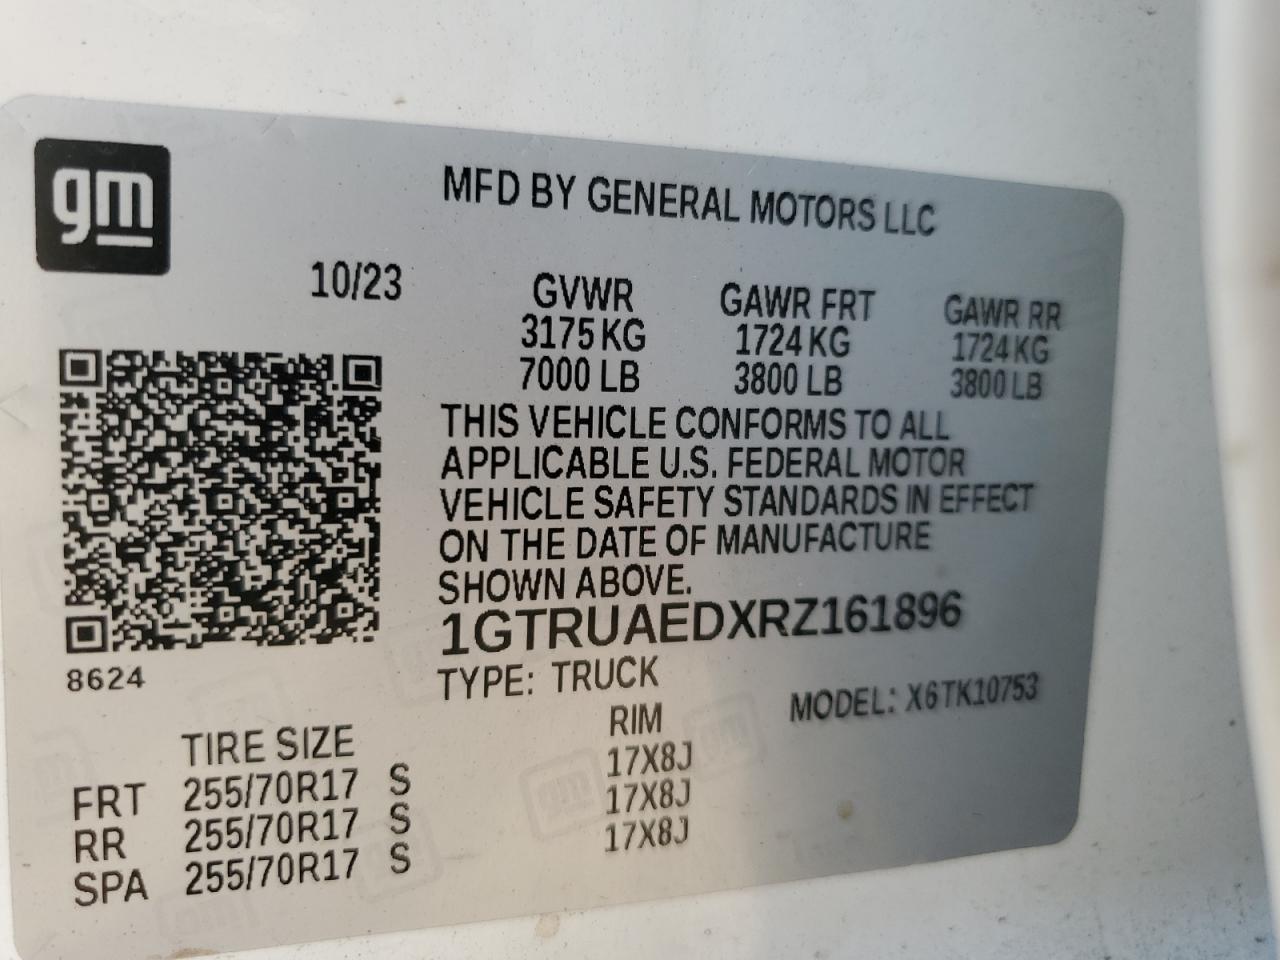 gm
MFD BY GENERAL MOTORS LLC
10/23
GVWR GAWR FRT GAWR RR
3175 KG 1724 KG 1724 KG
7000 LB 3800 LB 3800 LB
THIS VEHICLE CONFORMS TO ALL
APPLICABLE U.S. FEDERAL MOTOR
VEHICLE SAFETY STANDARDS IN EFFECT
ON THE DATE OF MANUFACTURE
SHOWN ABOVE.
1GTRUAEDXRZ161896
8624
TYPE: TRUCK MODEL: X6TK10753
TIRE SIZE RIM
FRT 255/70R17 S 17X8J
RR 255/70R17 S 17X8J
SPA 255/70R17 S 17X8J